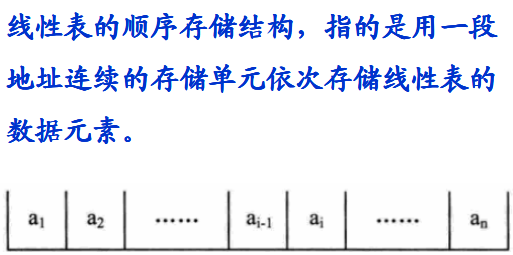 线性表的顺序存储结构，指的是用一段
地址连续的存储单元依次存储线性表的
数据元素。
a1 a2 …… ai-1 ai …… an